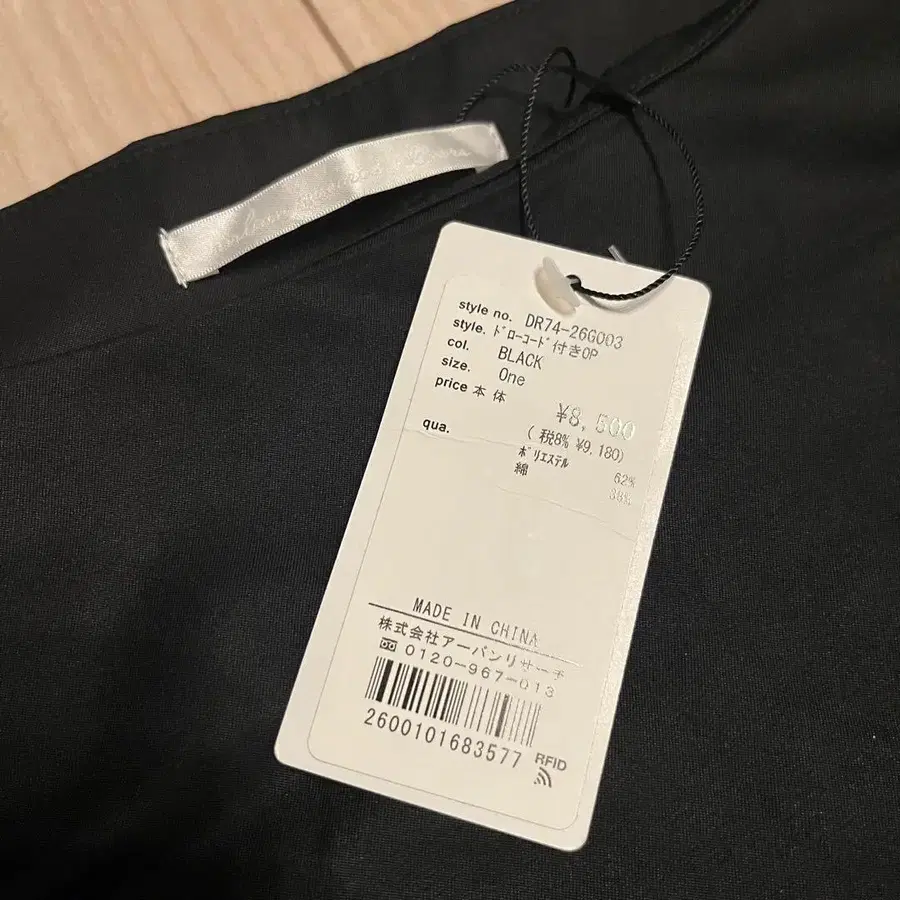 style no. DR74-26G003
style. ﾄﾞﾛｰｺｰﾄﾞ付きOP
col. BLACK
size. One
price 本 体
¥8,500
(税8% ¥9,180)
qua. ﾎﾟﾘｴｽﾃﾙ 62%
綿 38%
MADE IN CHINA
株式会社アーバンリサーチ
0120-967-013
2600101683577
RFID